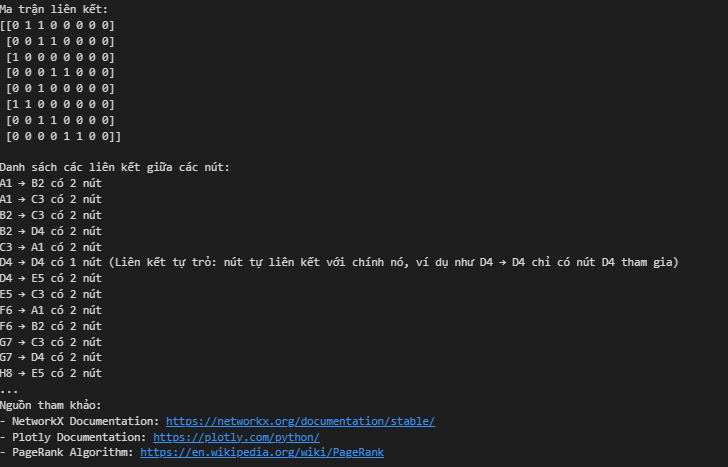 Ma trận liên kết:
[[0 1 1 0 0 0 0 0]
 [0 0 1 1 0 0 0 0]
 [1 0 0 0 0 0 0 0]
 [0 0 0 1 1 0 0 0]
 [0 0 1 0 0 0 0 0]
 [1 1 0 0 0 0 0 0]
 [0 0 1 1 0 0 0 0]
 [0 0 0 0 1 1 0 0]]
Danh sách các liên kết giữa các nút:
A1 → B2 có 2 nút
A1 → C3 có 2 nút
B2 → C3 có 2 nút
B2 → D4 có 2 nút
C3 → A1 có 2 nút
D4 → D4 có 1 nút (Liên kết tự trỏ: nút tự liên kết với chính nó, ví dụ như D4 → D4 chỉ có nút D4 tham gia)
D4 → E5 có 2 nút
E5 → C3 có 2 nút
F6 → A1 có 2 nút
F6 → B2 có 2 nút
G7 → C3 có 2 nút
G7 → D4 có 2 nút
H8 → E5 có 2 nút
...
Nguồn tham khảo:
- NetworkX Documentation: https://networkx.org/documentation/stable/
- Plotly Documentation: https://plotly.com/python/
- PageRank Algorithm: https://en.wikipedia.org/wiki/PageRank